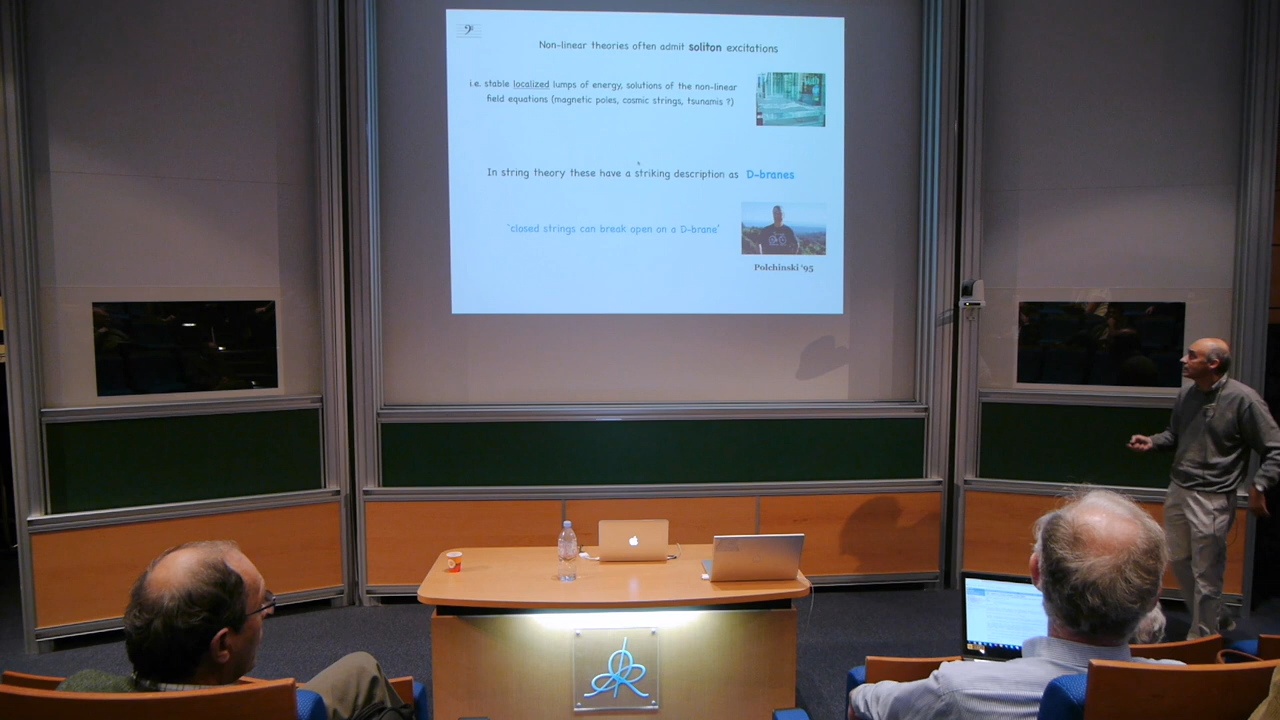 Non-linear theories often admit soliton excitations
i.e. stable localized lumps of energy, solutions of the non-linear
field equations (magnetic poles, cosmic strings, tsunamis ?)
In string theory these have a striking description as D-branes
'closed strings can break open on a D-brane'
Polchinski '95